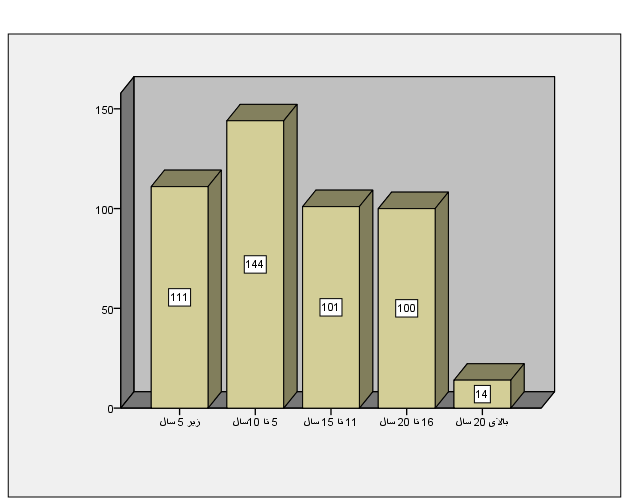 150
100
50
0
111
144
101
100
14
زیر 5 سال
5 تا 10سال
11 تا 15 سال
16 تا 20 سال
بالای 20 سال